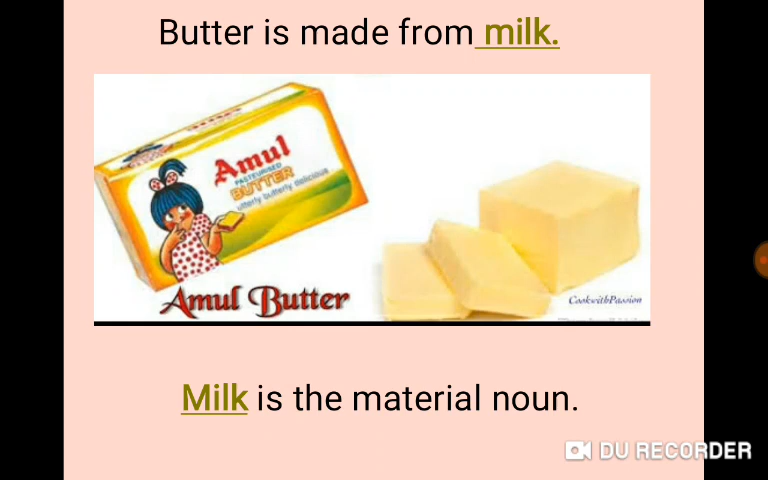 Butter is made from milk.
Amul
PASTEURISED
BUTTER
utterly butterly delicious
Amul Butter
CookwithPassion
Milk is the material noun.
DU RECORDER